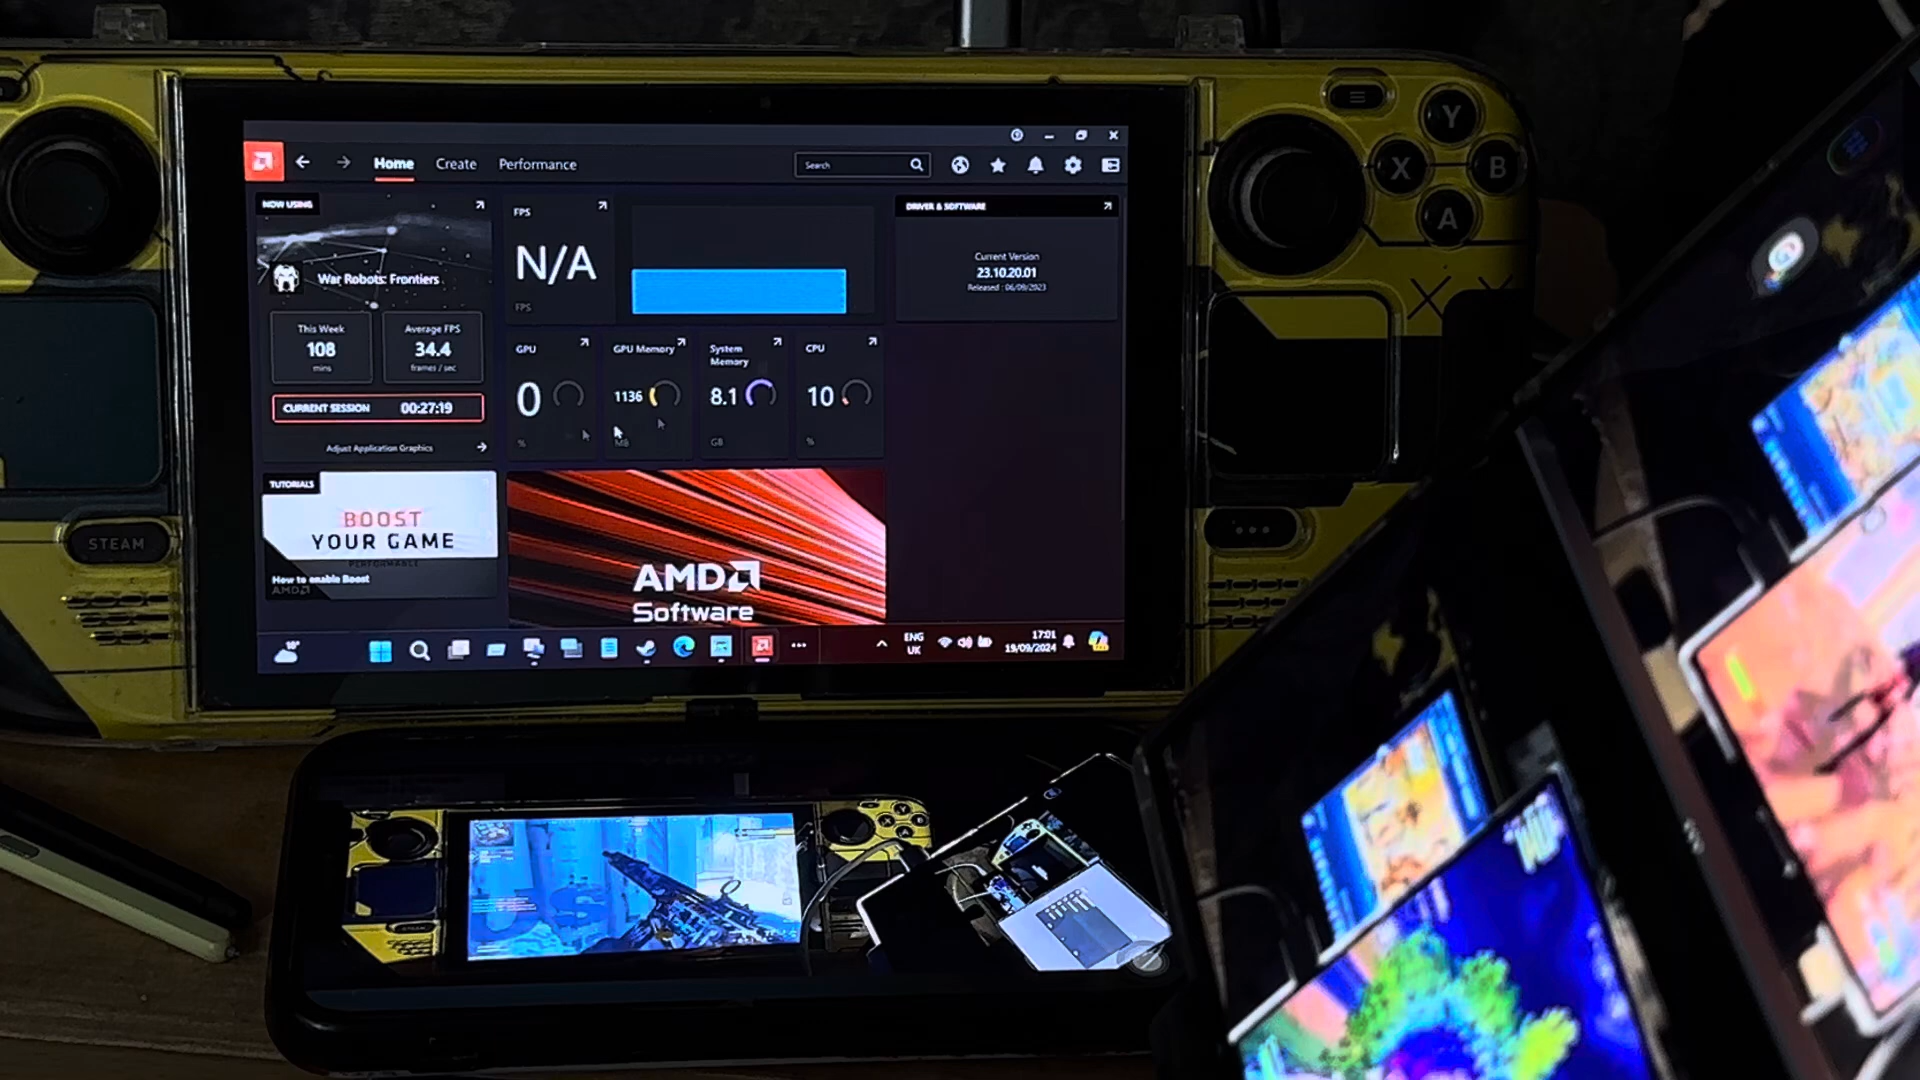 Home Create Performance
Search
NOW USING
War Robots: Frontiers
This Week
108
mins
Average FPS
34.4
frames / sec
CURRENT SESSION 00:27:19
Adjust Application Graphics
FPS
N/A
FPS
GPU
0
%
GPU Memory
1136
MB
System
Memory
8.1
GB
CPU
10
%
DRIVER & SOFTWARE
Current Version
23.10.20.01
Released : 06/09/2023
TUTORIALS
BOOST
YOUR GAME
PERFORMANCE
How to enable Boost
AMD
AMD
Software
ENG
UK
17:01
19/09/2024
STEAM
Y
X
B
A
G